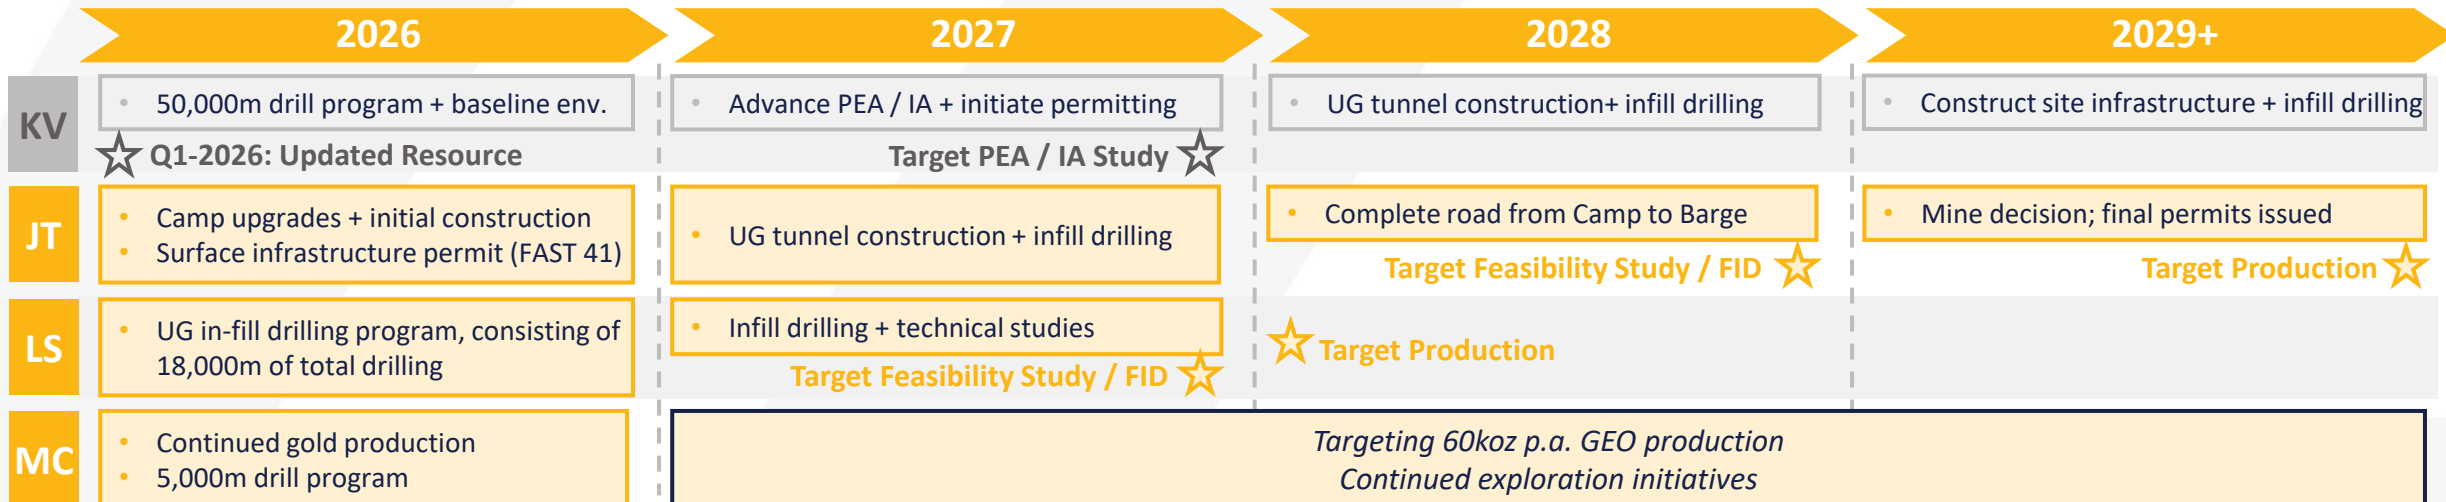 2026
2027
2028
2029+
KV
• 50,000m drill program + baseline env.
• Advance PEA / IA + initiate permitting
• UG tunnel construction+ infill drilling
• Construct site infrastructure + infill drilling
Q1-2026: Updated Resource
Target PEA / IA Study
JT
• Camp upgrades + initial construction
• Surface infrastructure permit (FAST 41)
• UG tunnel construction + infill drilling
• Complete road from Camp to Barge
• Mine decision; final permits issued
Target Feasibility Study / FID
Target Production
LS
• UG in-fill drilling program, consisting of
18,000m of total drilling
• Infill drilling + technical studies
Target Feasibility Study / FID
Target Production
MC
• Continued gold production
• 5,000m drill program
Targeting 60koz p.a. GEO production
Continued exploration initiatives